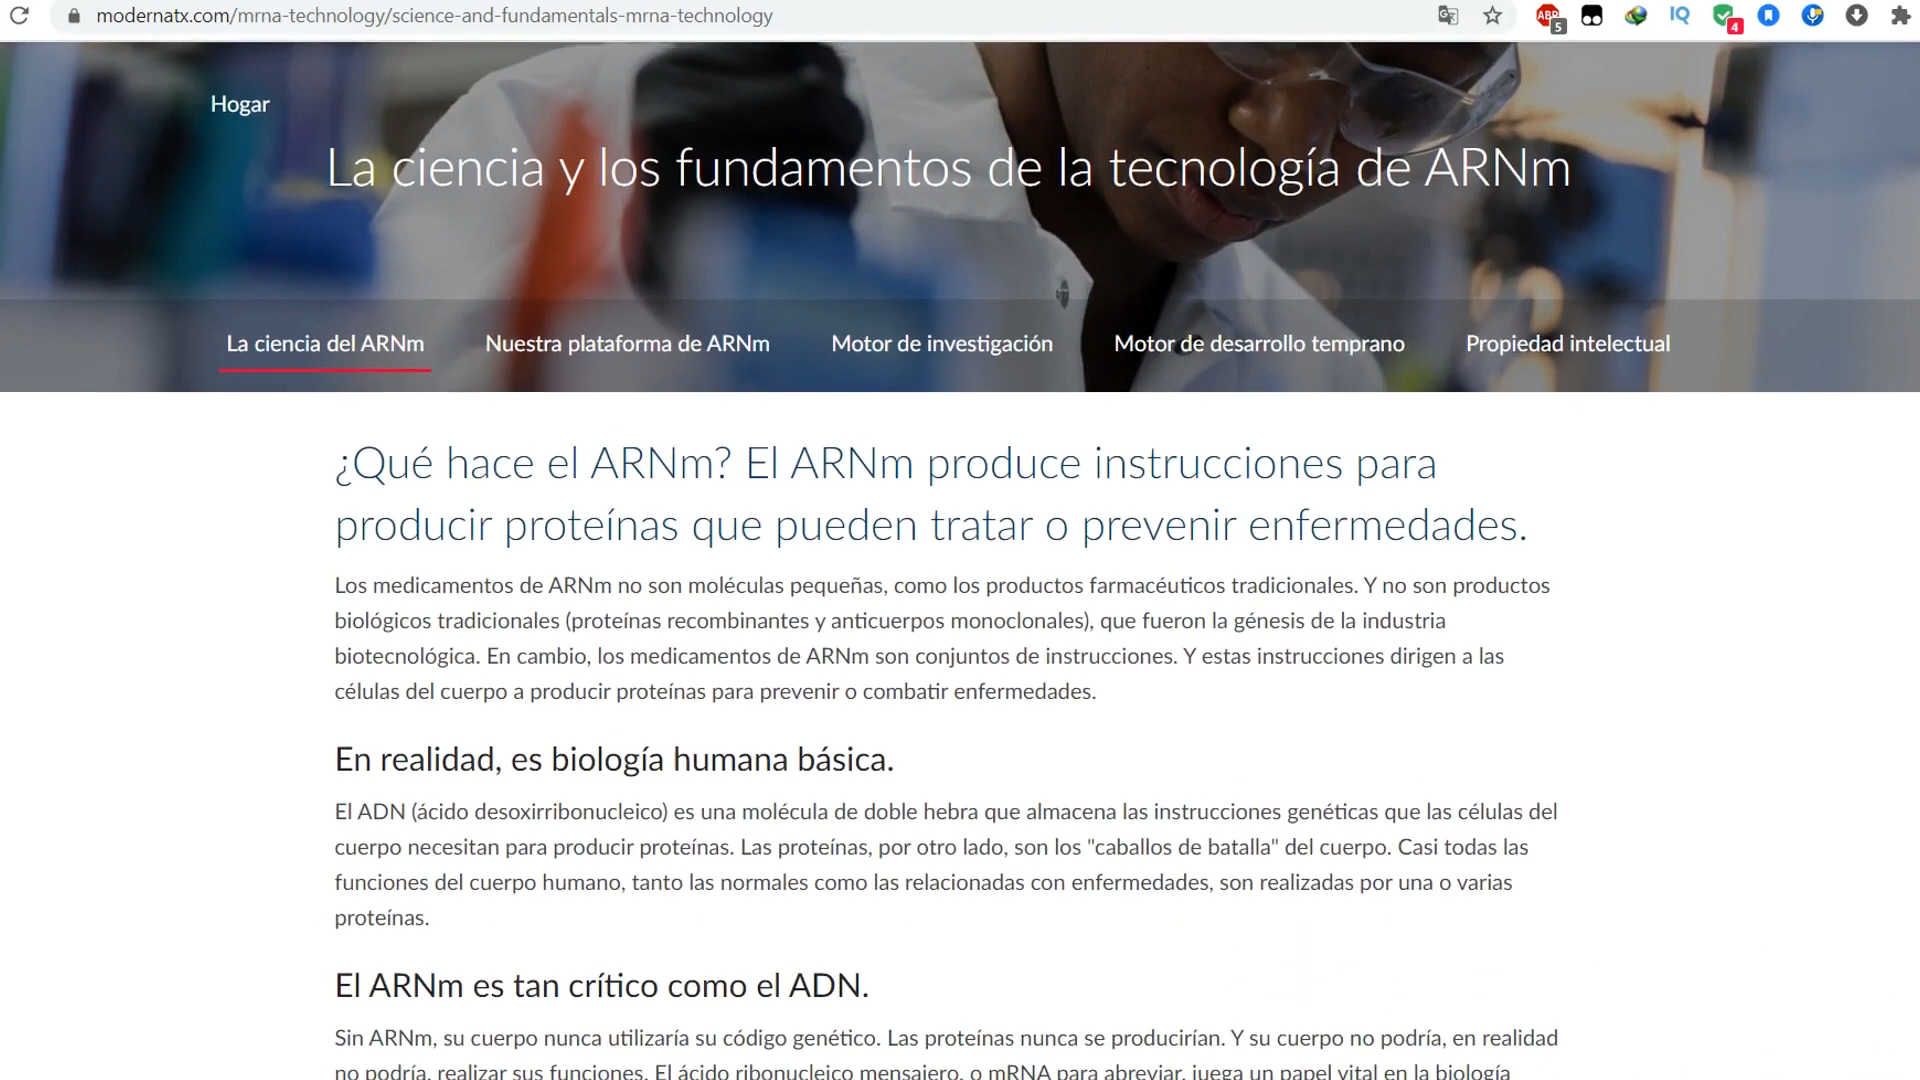 modernatx.com/mrna-technology/science-and-fundamentals-mrna-technology
ABP
5
IQ
4
Hogar
La ciencia y los fundamentos de la tecnología de ARNm
La ciencia del ARNm
Nuestra plataforma de ARNm
Motor de investigación
Motor de desarrollo temprano
Propiedad intelectual
¿Qué hace el ARNm? El ARNm produce instrucciones para
producir proteínas que pueden tratar o prevenir enfermedades.
Los medicamentos de ARNm no son moléculas pequeñas, como los productos farmacéuticos tradicionales. Y no son productos
biológicos tradicionales (proteínas recombinantes y anticuerpos monoclonales), que fueron la génesis de la industria
biotecnológica. En cambio, los medicamentos de ARNm son conjuntos de instrucciones. Y estas instrucciones dirigen a las
células del cuerpo a producir proteínas para prevenir o combatir enfermedades.
En realidad, es biología humana básica.
El ADN (ácido desoxirribonucleico) es una molécula de doble hebra que almacena las instrucciones genéticas que las células del
cuerpo necesitan para producir proteínas. Las proteínas, por otro lado, son los "caballos de batalla" del cuerpo. Casi todas las
funciones del cuerpo humano, tanto las normales como las relacionadas con enfermedades, son realizadas por una o varias
proteínas.
El ARNm es tan crítico como el ADN.
Sin ARNm, su cuerpo nunca utilizaría su código genético. Las proteínas nunca se producirían. Y su cuerpo no podría, en realidad
no podría, realizar sus funciones. El ácido ribonucleico mensajero, o mRNA para abreviar, juega un papel vital en la biología